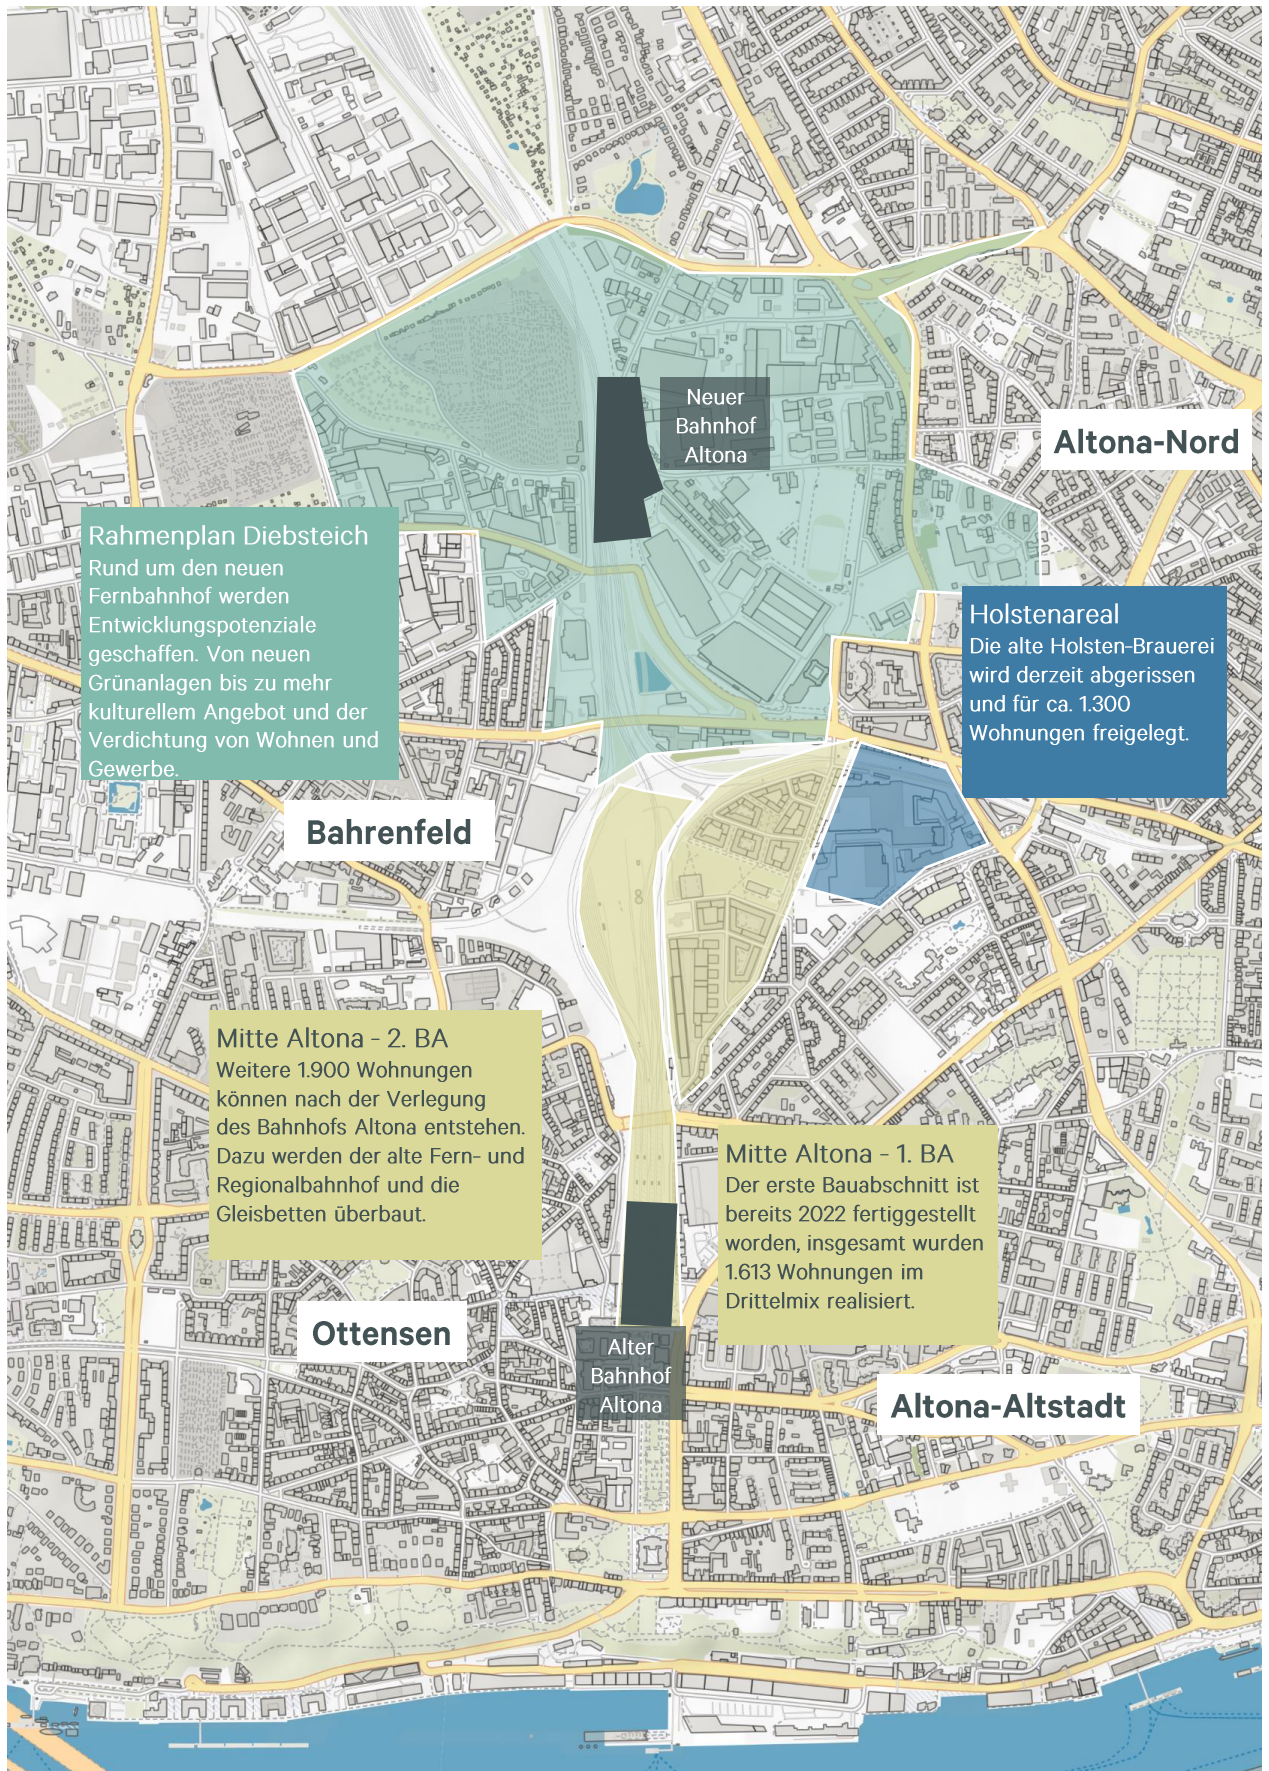 Neuer
Bahnhof
Altona
Altona-Nord
Rahmenplan Diebsteich
Rund um den neuen
Fernbahnhof werden
Entwicklungspotenziale
geschaffen. Von neuen
Grünanlagen bis zu mehr
kulturellem Angebot und der
Verdichtung von Wohnen und
Gewerbe.
Holstenareal
Die alte Holsten-Brauerei
wird derzeit abgerissen
und für ca. 1.300
Wohnungen freigelegt.
Bahrenfeld
Mitte Altona - 2. BA
Weitere 1.900 Wohnungen
können nach der Verlegung
des Bahnhofs Altona entstehen.
Dazu werden der alte Fern- und
Regionalbahnhof und die
Gleisbetten überbaut.
Mitte Altona - 1. BA
Der erste Bauabschnitt ist
bereits 2022 fertiggestellt
worden, insgesamt wurden
1.613 Wohnungen im
Drittelmix realisiert.
Ottensen
Alter
Bahnhof
Altona
Altona-Altstadt